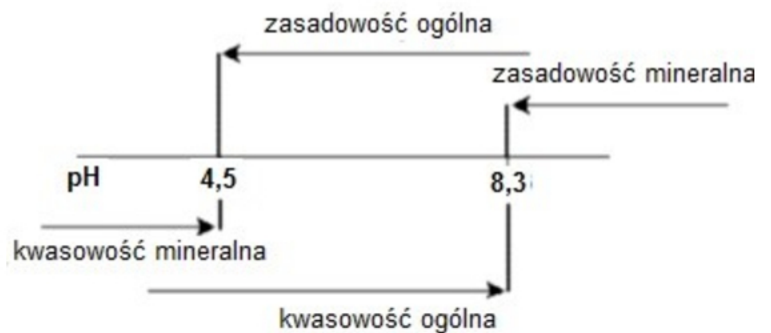 zasadowość ogólna
zasadowość mineralna
pH 4,5 8,3
kwasowość mineralna
kwasowość ogólna